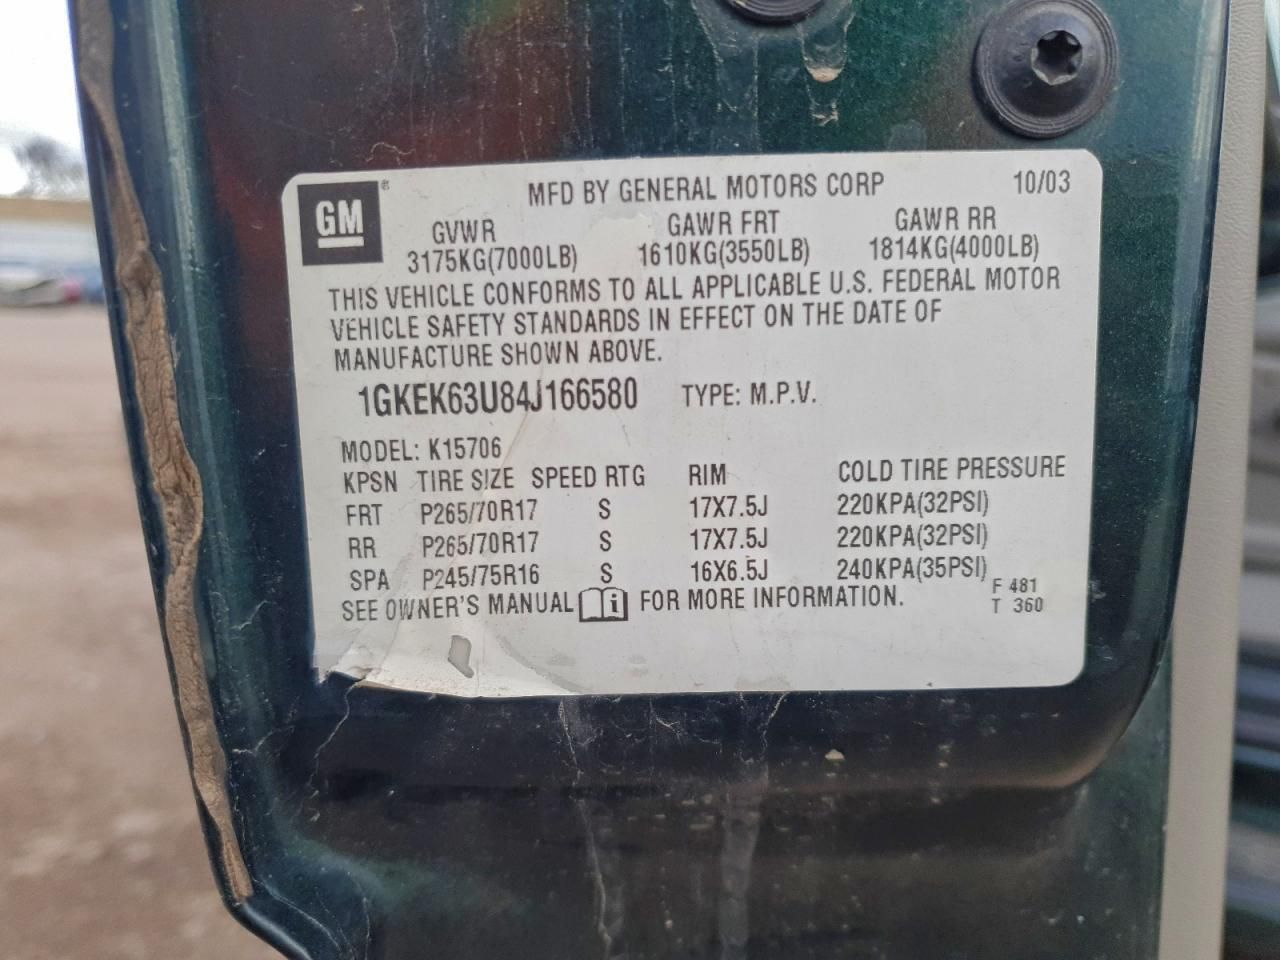 GM®
MFD BY GENERAL MOTORS CORP 10/03
GVWR GAWR FRT GAWR RR
3175KG(7000LB) 1610KG(3550LB) 1814KG(4000LB)
THIS VEHICLE CONFORMS TO ALL APPLICABLE U.S. FEDERAL MOTOR
VEHICLE SAFETY STANDARDS IN EFFECT ON THE DATE OF
MANUFACTURE SHOWN ABOVE.
1GKEK63U84J166580 TYPE: M.P.V.
MODEL: K15706
KPSN TIRE SIZE SPEED RTG RIM COLD TIRE PRESSURE
FRT P265/70R17 S 17X7.5J 220KPA(32PSI)
RR P265/70R17 S 17X7.5J 220KPA(32PSI)
SPA P245/75R16 S 16X6.5J 240KPA(35PSI)
SEE OWNER'S MANUAL i FOR MORE INFORMATION.
F 481
T 360